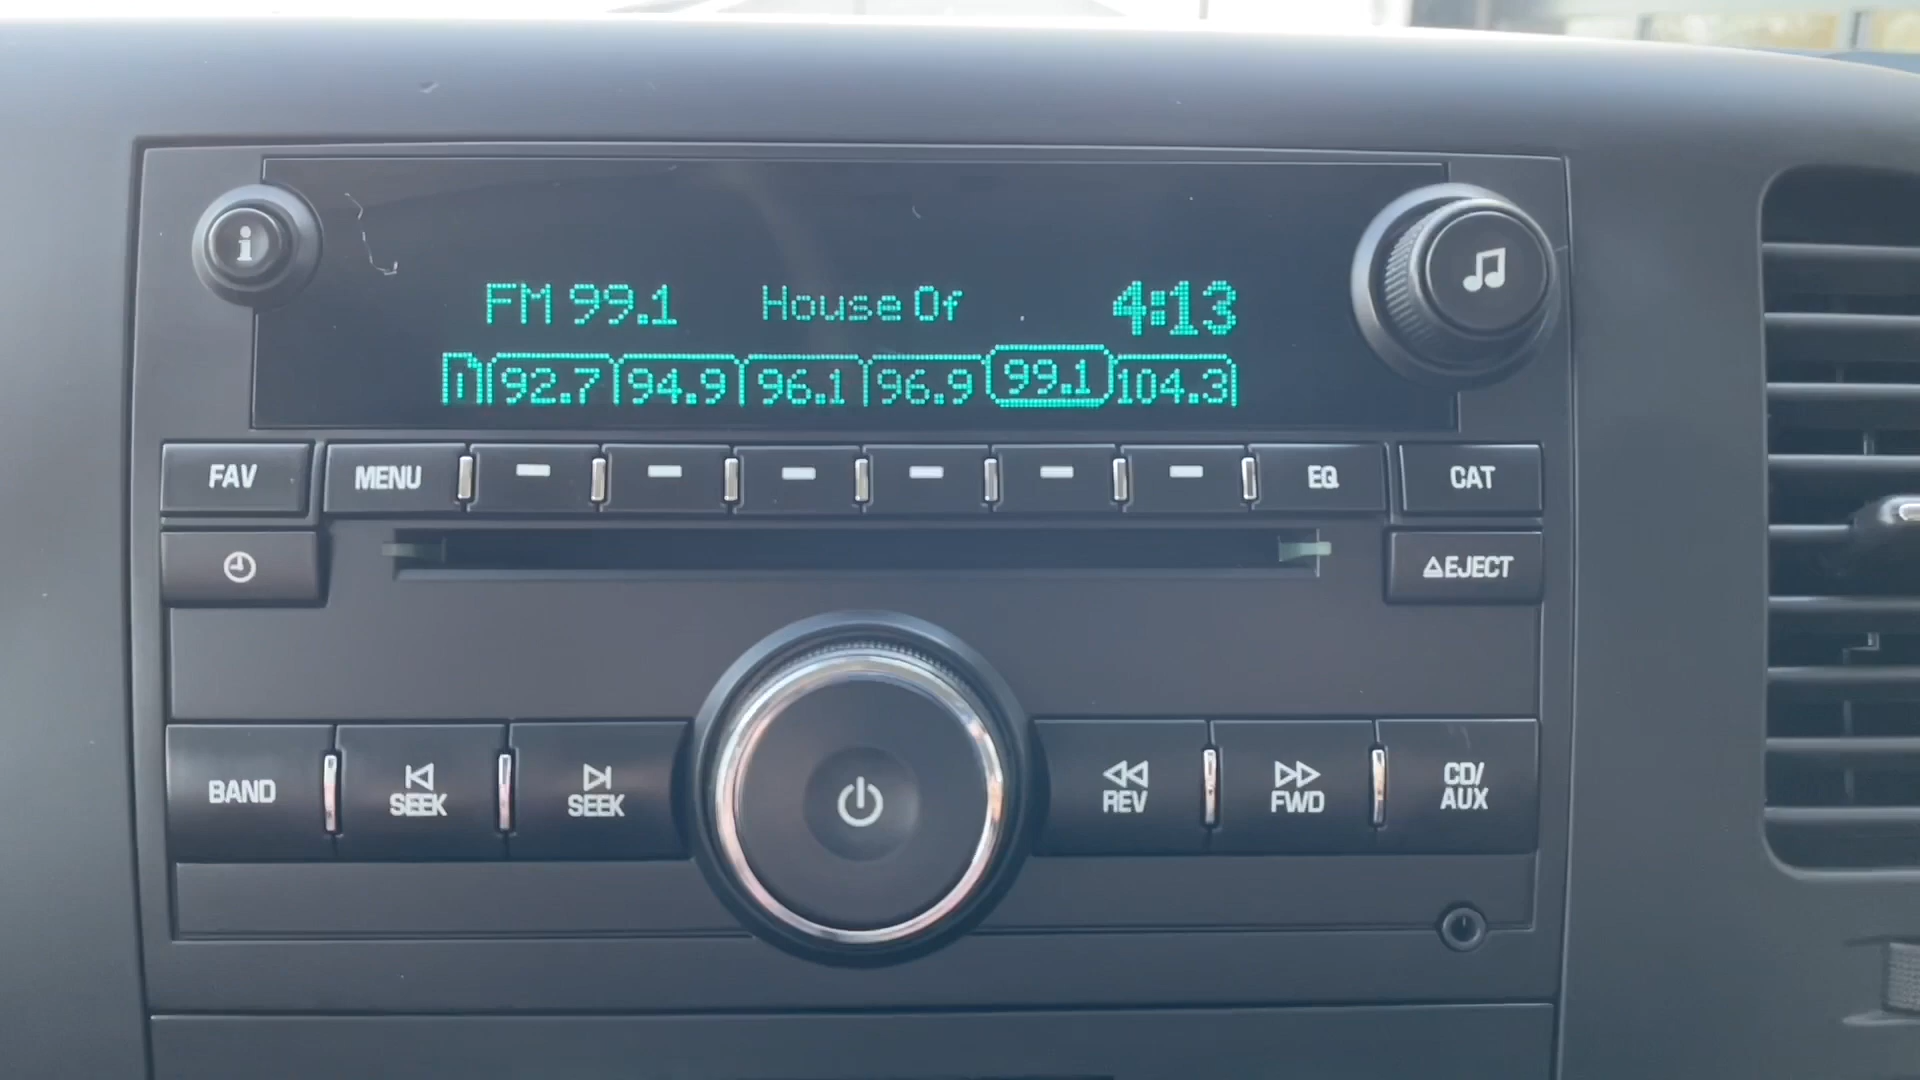 i
FM 99.1 House Of 4:13
1 92.7 94.9 96.1 96.9 99.1 104.3
FAV MENU EQ CAT
EJECT
BAND SEEK SEEK REV FWD CD/
AUX